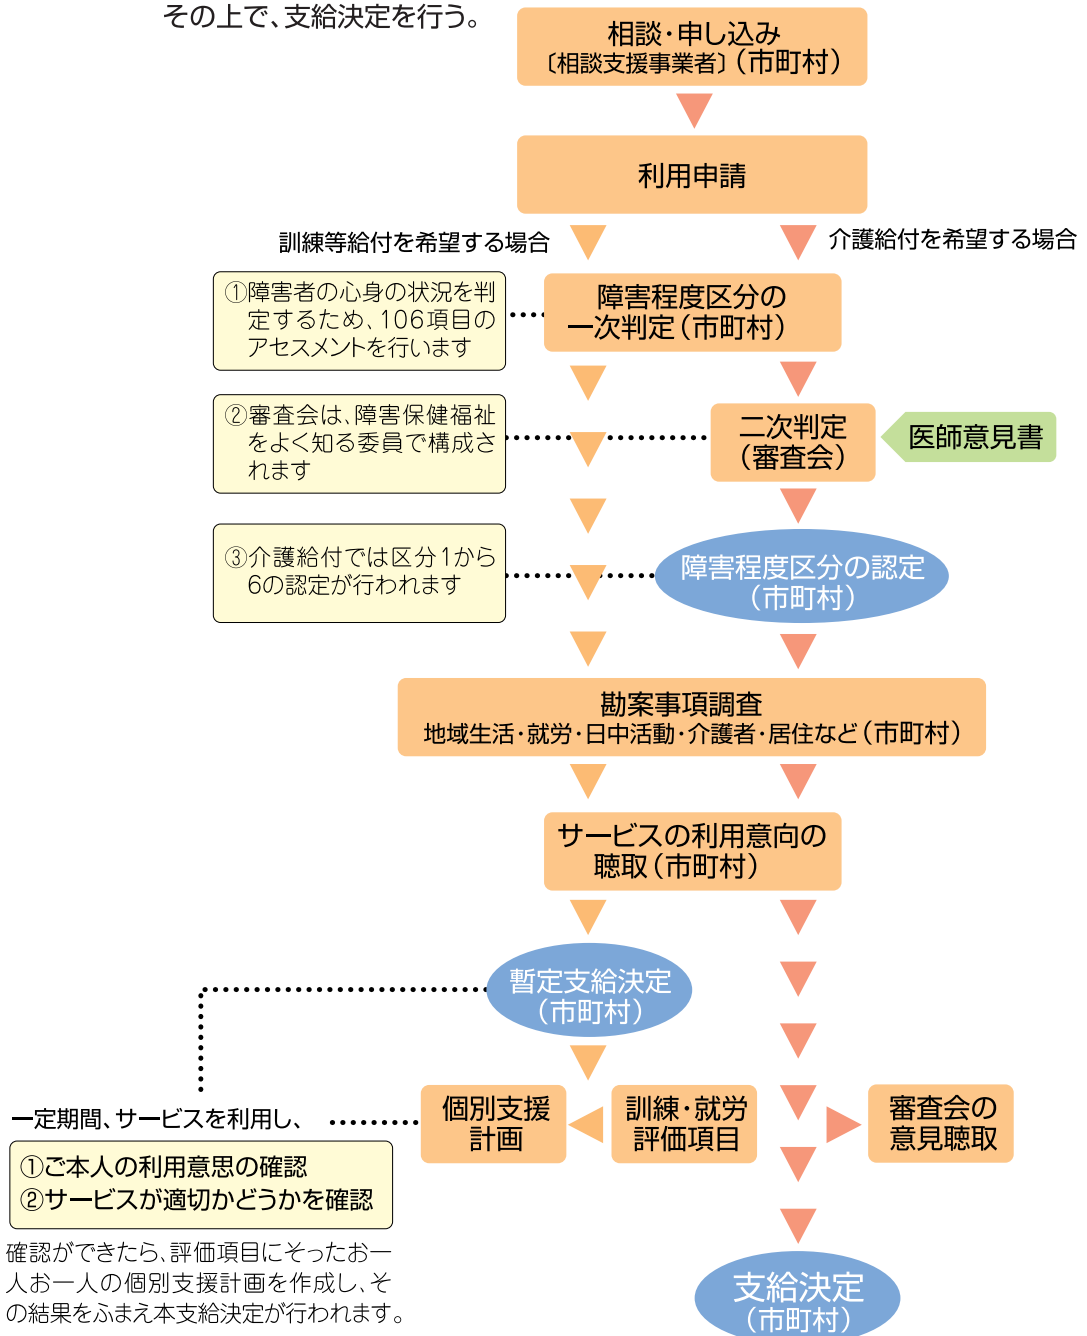 その上で、支給決定を行う。
相談・申し込み
〔相談支援事業者〕（市町村）
利用申請
訓練等給付を希望する場合
介護給付を希望する場合
①障害者の心身の状況を判
定するため、106項目の
アセスメントを行います
障害程度区分の
一次判定（市町村）
②審査会は、障害保健福祉
をよく知る委員で構成さ
れます
二次判定
（審査会）
医師意見書
③介護給付では区分1から
6の認定が行われます
障害程度区分の認定
（市町村）
勘案事項調査
地域生活・就労・日中活動・介護者・居住など（市町村）
サービスの利用意向の
聴取（市町村）
暫定支給決定
（市町村）
一定期間、サービスを利用し、
個別支援
計画
訓練・就労
評価項目
審査会の
意見聴取
①ご本人の利用意思の確認
②サービスが適切かどうかを確認
確認ができたら、評価項目にそったお一
人お一人の個別支援計画を作成し、そ
の結果をふまえ本支給決定が行われます。
支給決定
（市町村）